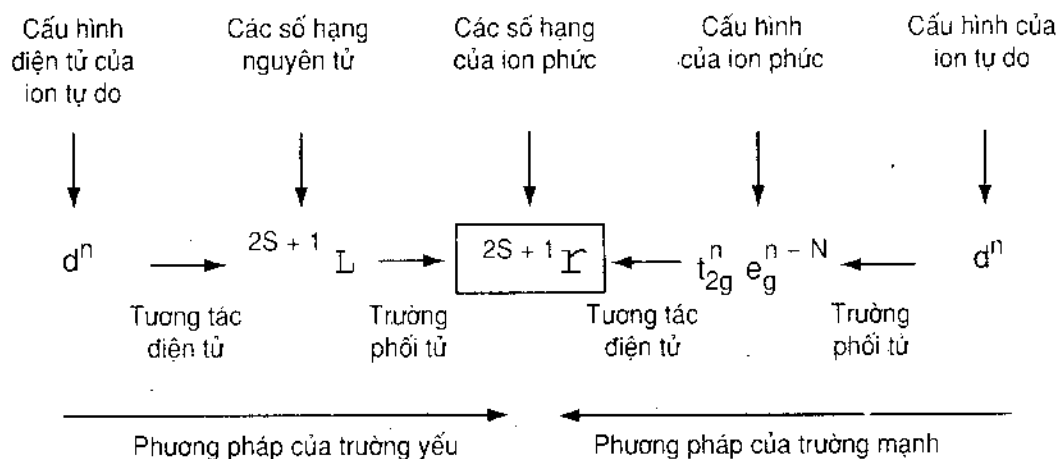 Cấu hình
điện tử của
ion tự do
Các số hạng
nguyên tử
Các số hạng
của ion phức
Cấu hình
của ion phức
Cấu hình của
ion tự do
dⁿ
2S + 1 L
2S + 1 Γ
t₂gⁿ e_g^{n – N}
dⁿ
Tương tác
điện tử
Trường
phối tử
Tương tác
điện tử
Trường
phối tử
Phương pháp của trường yếu
Phương pháp của trường mạnh